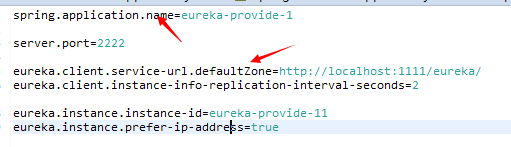 spring.application.name=eureka-provide-1
server.port=2222
eureka.client.service-url.defaultZone=http://localhost:1111/eureka/
eureka.client.instance-info-replication-interval-seconds=2
eureka.instance.instance-id=eureka-provide-11
eureka.instance.prefer-ip-address=true